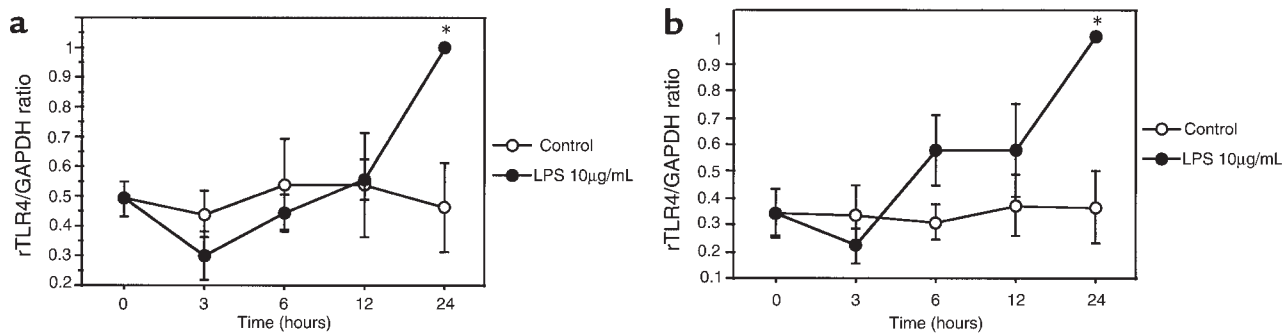 a
rTLR4/GAPDH ratio
1
0.9
0.8
0.7
0.6
0.5
0.4
0.3
0.2
*
0 3 6 12 24
Time (hours)
Control
LPS 10µg/mL
b
rTLR4/GAPDH ratio
1
0.9
0.8
0.7
0.6
0.5
0.4
0.3
0.2
0.1
*
0 3 6 12 24
Time (hours)
Control
LPS 10µg/mL